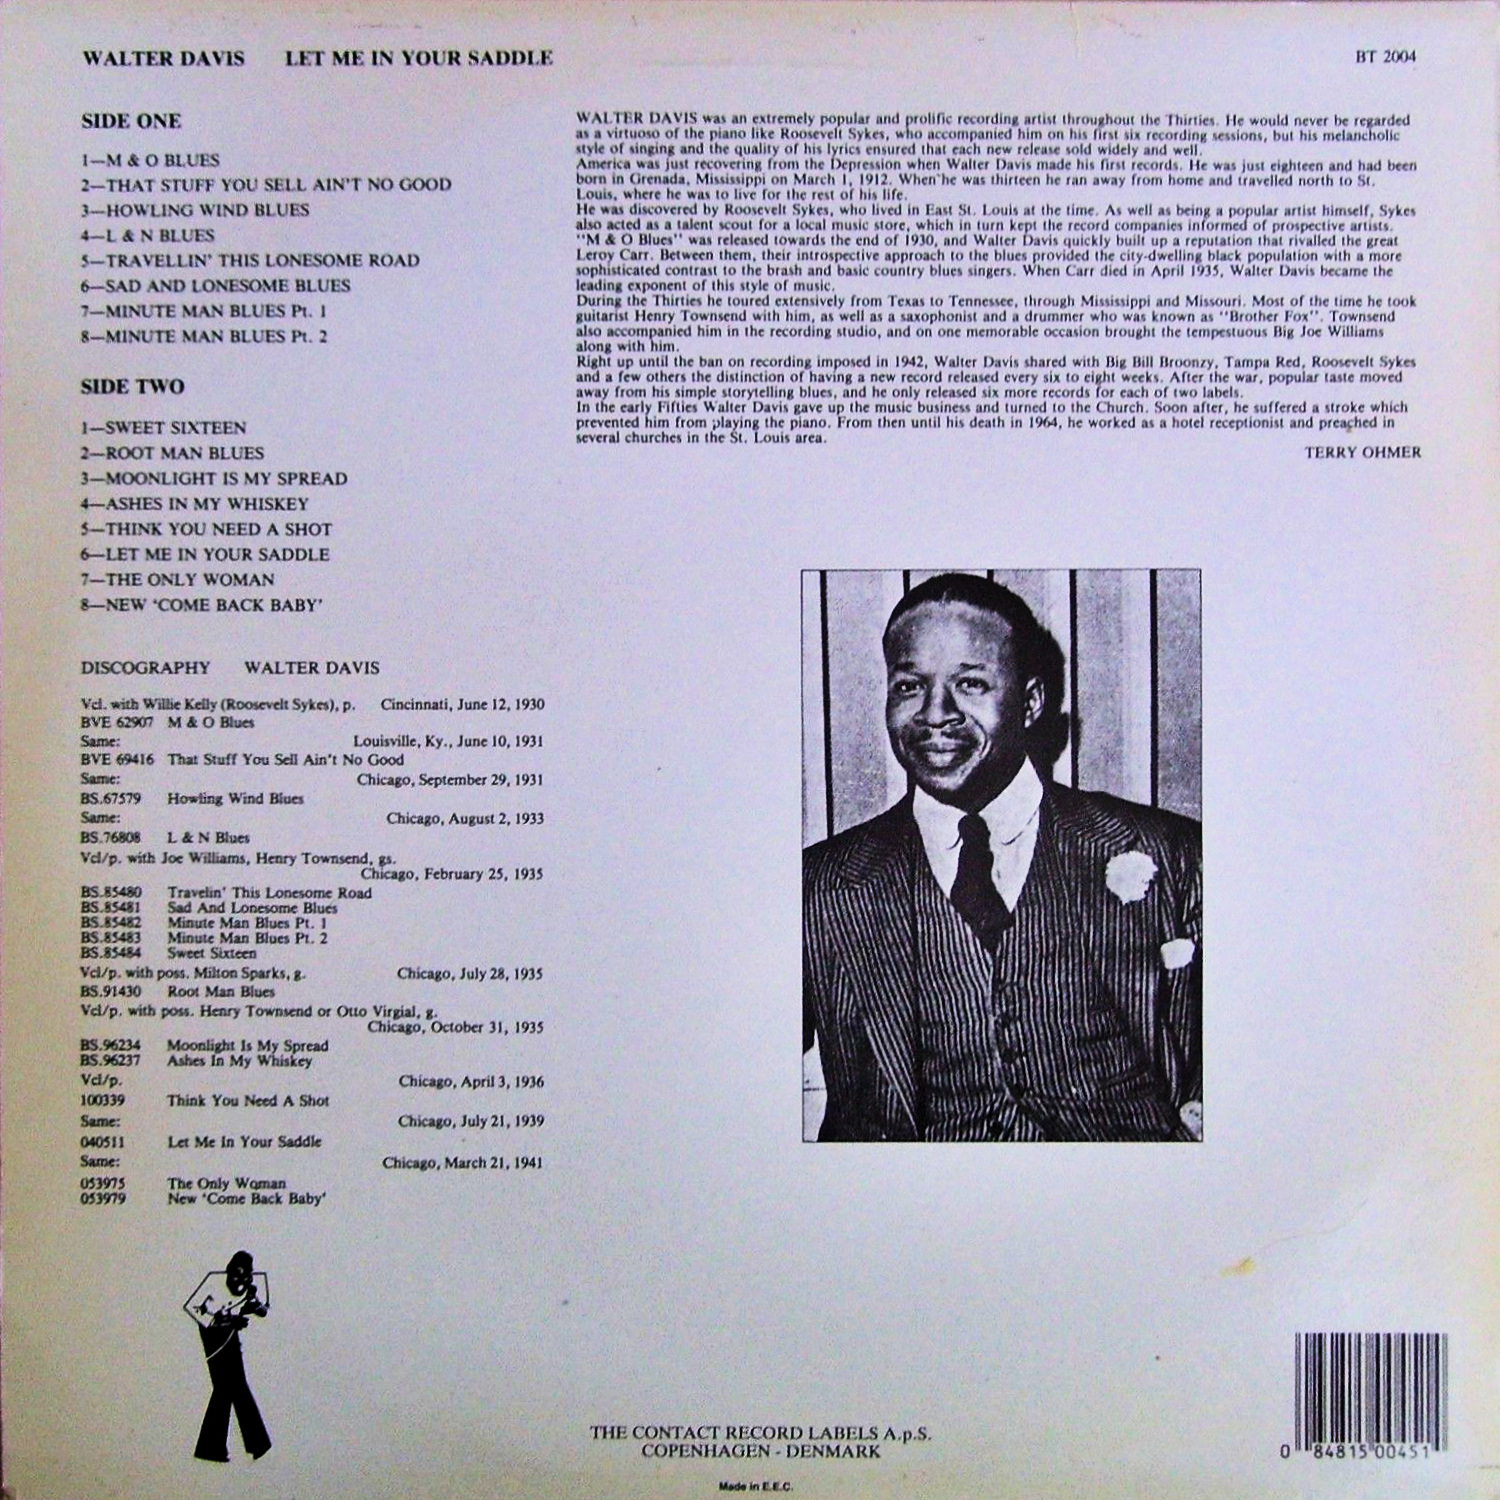 WALTER DAVIS LET ME IN YOUR SADDLE
BT 2004
SIDE ONE
1—M & O BLUES
2—THAT STUFF YOU SELL AIN'T NO GOOD
3—HOWLING WIND BLUES
4—L & N BLUES
5—TRAVELLIN' THIS LONESOME ROAD
6—SAD AND LONESOME BLUES
7—MINUTE MAN BLUES Pt. 1
8—MINUTE MAN BLUES Pt. 2
SIDE TWO
1—SWEET SIXTEEN
2—ROOT MAN BLUES
3—MOONLIGHT IS MY SPREAD
4—ASHES IN MY WHISKEY
5—THINK YOU NEED A SHOT
6—LET ME IN YOUR SADDLE
7—THE ONLY WOMAN
8—NEW 'COME BACK BABY'
DISCOGRAPHY WALTER DAVIS
Vcl. with Willie Kelly (Roosevelt Sykes), p. Cincinnati, June 12, 1930
BVE 62907 M & O Blues
Same: Louisville, Ky., June 10, 1931
BVE 69416 That Stuff You Sell Ain't No Good
Same: Chicago, September 29, 1931
BS.67579 Howling Wind Blues
Same: Chicago, August 2, 1933
BS.76808 L & N Blues
Vcl/p. with Joe Williams, Henry Townsend, gs.
Chicago, February 25, 1935
BS.85480 Travelin' This Lonesome Road
BS.85481 Sad And Lonesome Blues
BS.85482 Minute Man Blues Pt. 1
BS.85483 Minute Man Blues Pt. 2
BS.85484 Sweet Sixteen
Vcl/p. with poss. Milton Sparks, g. Chicago, July 28, 1935
BS.91430 Root Man Blues
Vcl/p. with poss. Henry Townsend or Otto Virgial, g.
Chicago, October 31, 1935
BS.96234 Moonlight Is My Spread
BS.96237 Ashes In My Whiskey
Vcl/p. Chicago, April 3, 1936
100339 Think You Need A Shot
Same: Chicago, July 21, 1939
040511 Let Me In Your Saddle
Same: Chicago, March 21, 1941
053975 The Only Woman
053979 New 'Come Back Baby'
WALTER DAVIS was an extremely popular and prolific recording artist throughout the Thirties. He would never be regarded
as a virtuoso of the piano like Roosevelt Sykes, who accompanied him on his first six recording sessions, but his melancholic
style of singing and the quality of his lyrics ensured that each new release sold widely and well.
America was just recovering from the Depression when Walter Davis made his first records. He was just eighteen and had been
born in Grenada, Mississippi on March 1, 1912. When he was thirteen he ran away from home and travelled north to St.
Louis, where he was to live for the rest of his life.
He was discovered by Roosevelt Sykes, who lived in East St. Louis at the time. As well as being a popular artist himself, Sykes
also acted as a talent scout for a local music store, which in turn kept the record companies informed of prospective artists.
"M & O Blues" was released towards the end of 1930, and Walter Davis quickly built up a reputation that rivalled the great
Leroy Carr. Between them, their introspective approach to the blues provided the city-dwelling black population with a more
sophisticated contrast to the brash and basic country blues singers. When Carr died in April 1935, Walter Davis became the
leading exponent of this style of music.
During the Thirties he toured extensively from Texas to Tennessee, through Mississippi and Missouri. Most of the time he took
guitarist Henry Townsend with him, as well as a saxophonist and a drummer who was known as "Brother Fox". Townsend
also accompanied him in the recording studio, and on one memorable occasion brought the tempestuous Big Joe Williams
along with him.
Right up until the ban on recording imposed in 1942, Walter Davis shared with Big Bill Broonzy, Tampa Red, Roosevelt Sykes
and a few others the distinction of having a new record released every six to eight weeks. After the war, popular taste moved
away from his simple storytelling blues, and he only released six more records for each of two labels.
In the early Fifties Walter Davis gave up the music business and turned to the Church. Soon after, he suffered a stroke which
prevented him from playing the piano. From then until his death in 1964, he worked as a hotel receptionist and preached in
several churches in the St. Louis area.
TERRY OHMER
THE CONTACT RECORD LABELS A.p.S.
COPENHAGEN - DENMARK
Made in E.E.C.
0 84815 00451